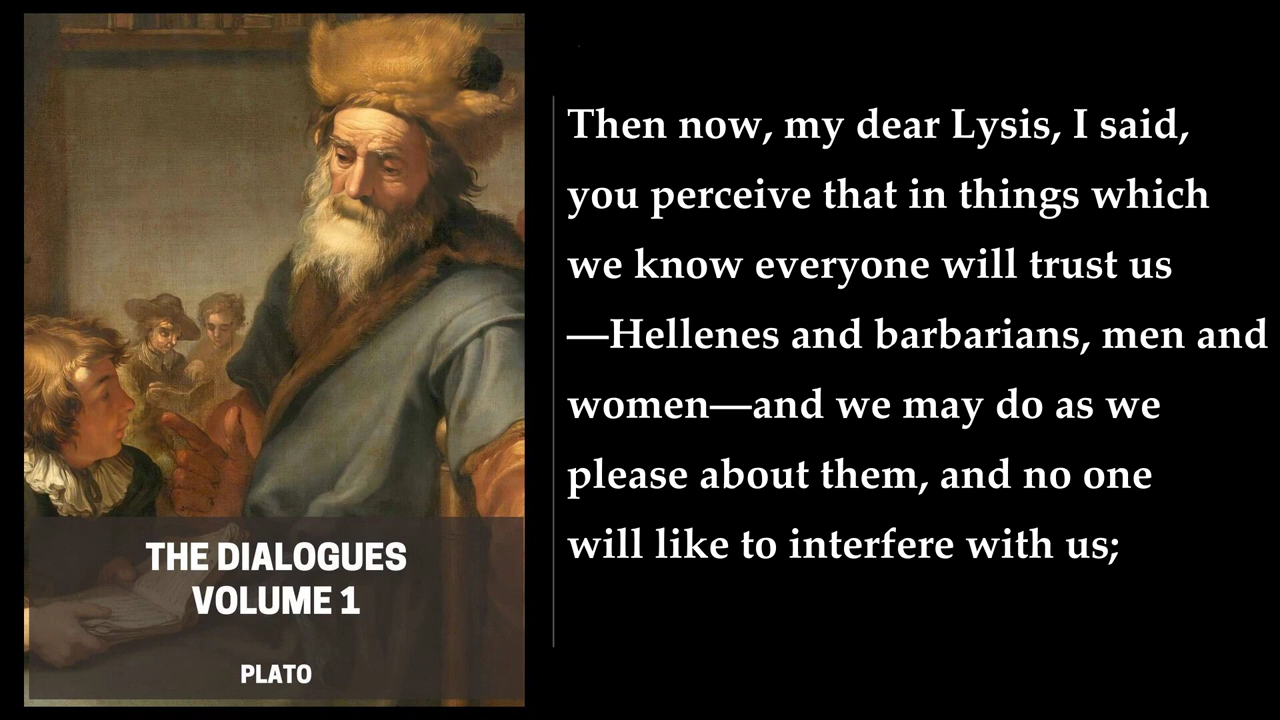 THE DIALOGUES
VOLUME 1
PLATO
Then now, my dear Lysis, I said,
you perceive that in things which
we know everyone will trust us
—Hellenes and barbarians, men and
women—and we may do as we
please about them, and no one
will like to interfere with us;